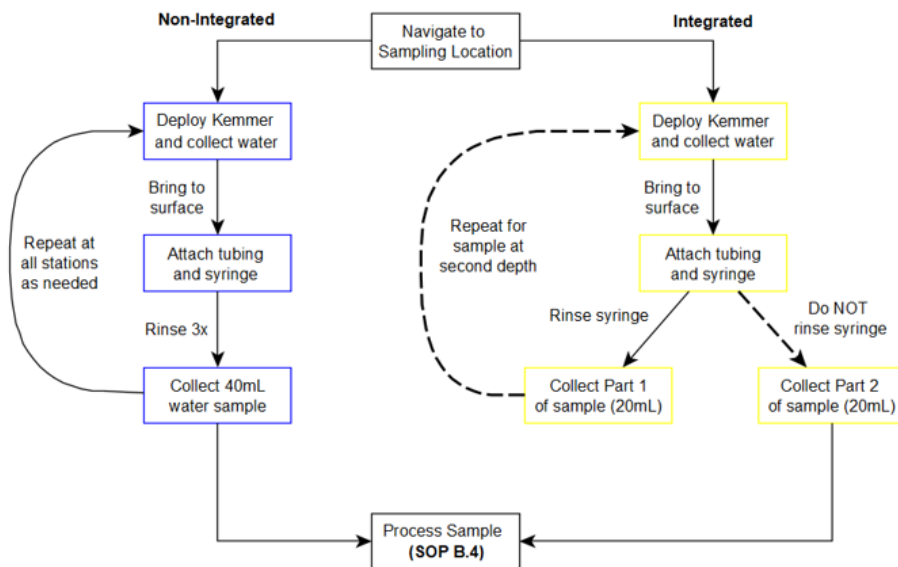 Non-Integrated
Navigate to
Sampling Location
Integrated
Deploy Kemmer
and collect water
Bring to
surface
Repeat at
all stations
as needed
Attach tubing
and syringe
Rinse 3x
Collect 40mL
water sample
Deploy Kemmer
and collect water
Bring to
surface
Repeat for
sample at
second depth
Attach tubing
and syringe
Rinse syringe
Do NOT
rinse syringe
Collect Part 1
of sample (20mL)
Collect Part 2
of sample (20mL)
Process Sample
(SOP B.4)